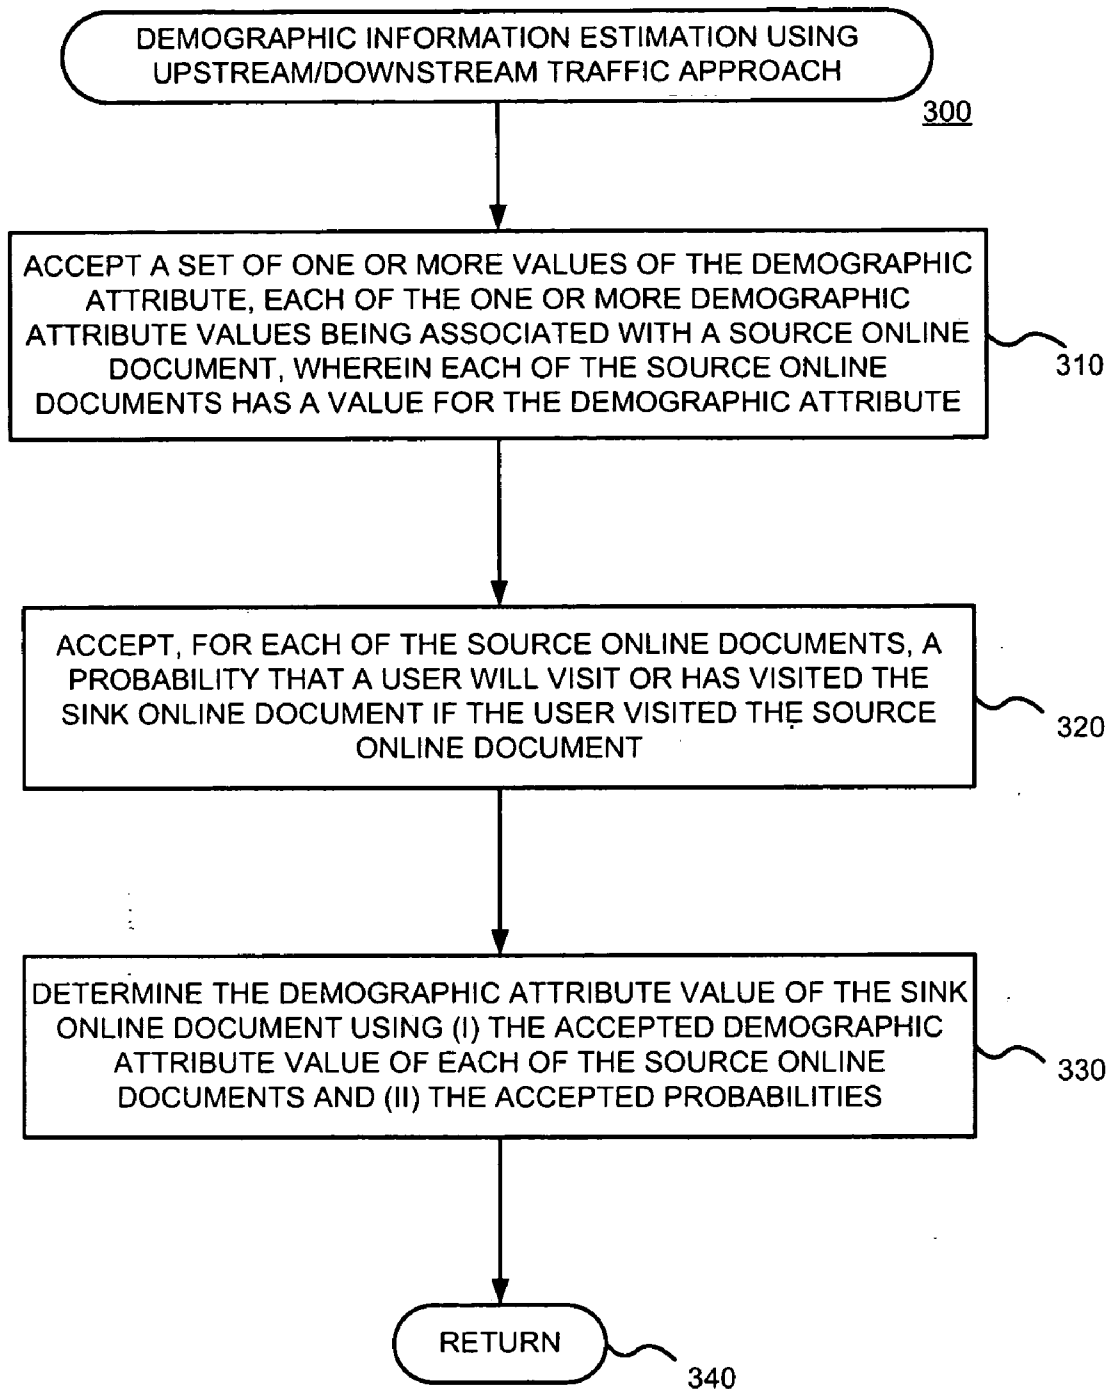 DEMOGRAPHIC INFORMATION ESTIMATION USING
UPSTREAM/DOWNSTREAM TRAFFIC APPROACH
300
ACCEPT A SET OF ONE OR MORE VALUES OF THE DEMOGRAPHIC
ATTRIBUTE, EACH OF THE ONE OR MORE DEMOGRAPHIC
ATTRIBUTE VALUES BEING ASSOCIATED WITH A SOURCE ONLINE
DOCUMENT, WHEREIN EACH OF THE SOURCE ONLINE
DOCUMENTS HAS A VALUE FOR THE DEMOGRAPHIC ATTRIBUTE
310
ACCEPT, FOR EACH OF THE SOURCE ONLINE DOCUMENTS, A
PROBABILITY THAT A USER WILL VISIT OR HAS VISITED THE
SINK ONLINE DOCUMENT IF THE USER VISITED THE SOURCE
ONLINE DOCUMENT
320
DETERMINE THE DEMOGRAPHIC ATTRIBUTE VALUE OF THE SINK
ONLINE DOCUMENT USING (I) THE ACCEPTED DEMOGRAPHIC
ATTRIBUTE VALUE OF EACH OF THE SOURCE ONLINE
DOCUMENTS AND (II) THE ACCEPTED PROBABILITIES
330
RETURN
340